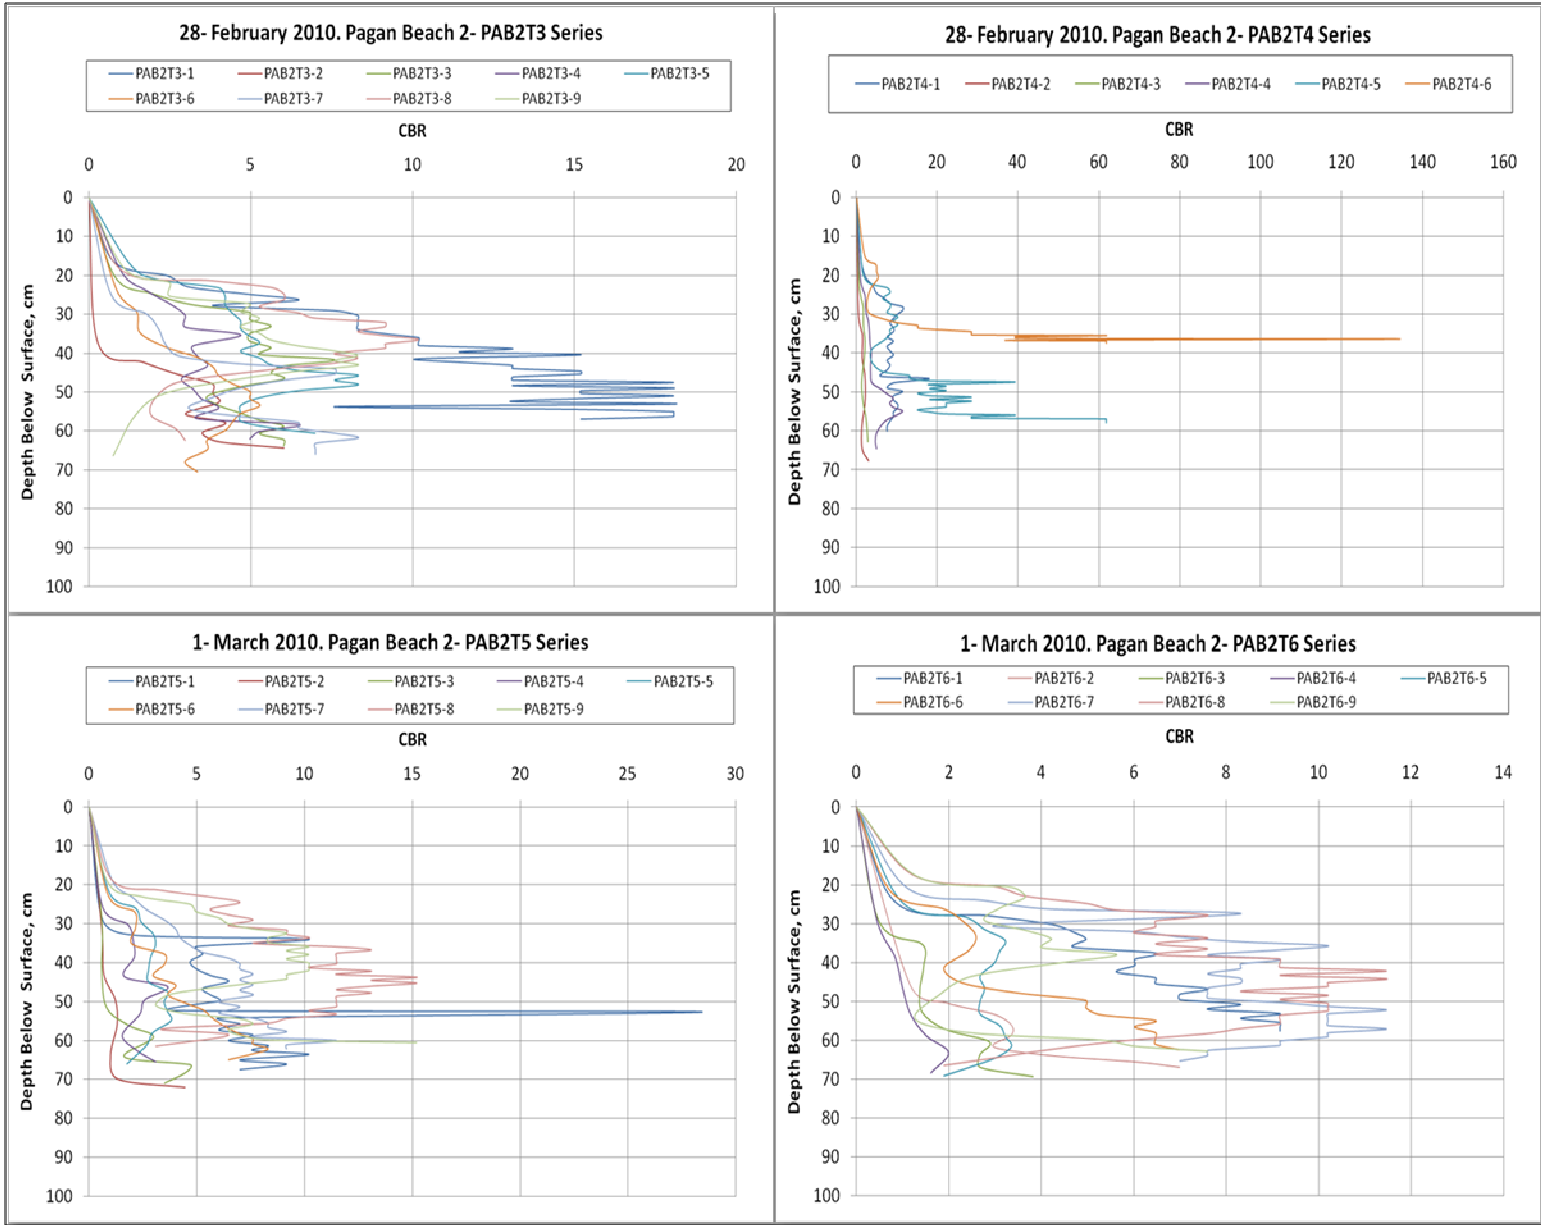 28- February 2010. Pagan Beach 2- PAB2T3 Series
PAB2T3-1 PAB2T3-2 PAB2T3-3 PAB2T3-4 PAB2T3-5
PAB2T3-6 PAB2T3-7 PAB2T3-8 PAB2T3-9
CBR
0 5 10 15 20
0
10
20
30
40
50
60
70
80
90
100
Depth Below Surface, cm
28- February 2010. Pagan Beach 2- PAB2T4 Series
PAB2T4-1 PAB2T4-2 PAB2T4-3 PAB2T4-4 PAB2T4-5 PAB2T4-6
CBR
0 20 40 60 80 100 120 140 160
0
10
20
30
40
50
60
70
80
90
100
Depth Below Surface, cm
1- March 2010. Pagan Beach 2- PAB2T5 Series
PAB2T5-1 PAB2T5-2 PAB2T5-3 PAB2T5-4 PAB2T5-5
PAB2T5-6 PAB2T5-7 PAB2T5-8 PAB2T5-9
CBR
0 5 10 15 20 25 30
0
10
20
30
40
50
60
70
80
90
100
Depth Below Surface, cm
1- March 2010. Pagan Beach 2- PAB2T6 Series
PAB2T6-1 PAB2T6-2 PAB2T6-3 PAB2T6-4 PAB2T6-5
PAB2T6-6 PAB2T6-7 PAB2T6-8 PAB2T6-9
CBR
0 2 4 6 8 10 12 14
0
10
20
30
40
50
60
70
80
90
100
Depth Below Surface, cm